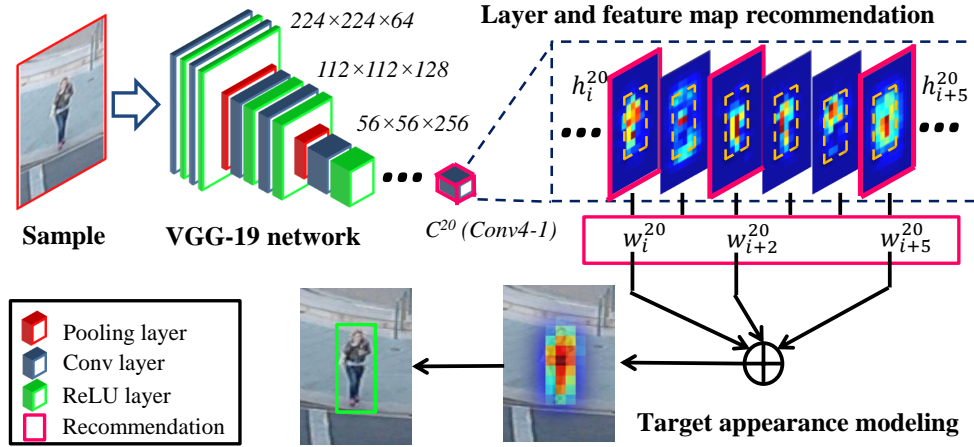 Layer and feature map recommendation
224×224×64
112×112×128
56×56×256
h_i^20
h_{i+5}^20
Sample
VGG-19 network
C^20 (Conv4-1)
w_i^20
w_{i+2}^20
w_{i+5}^20
Pooling layer
Conv layer
ReLU layer
Recommendation
Target appearance modeling